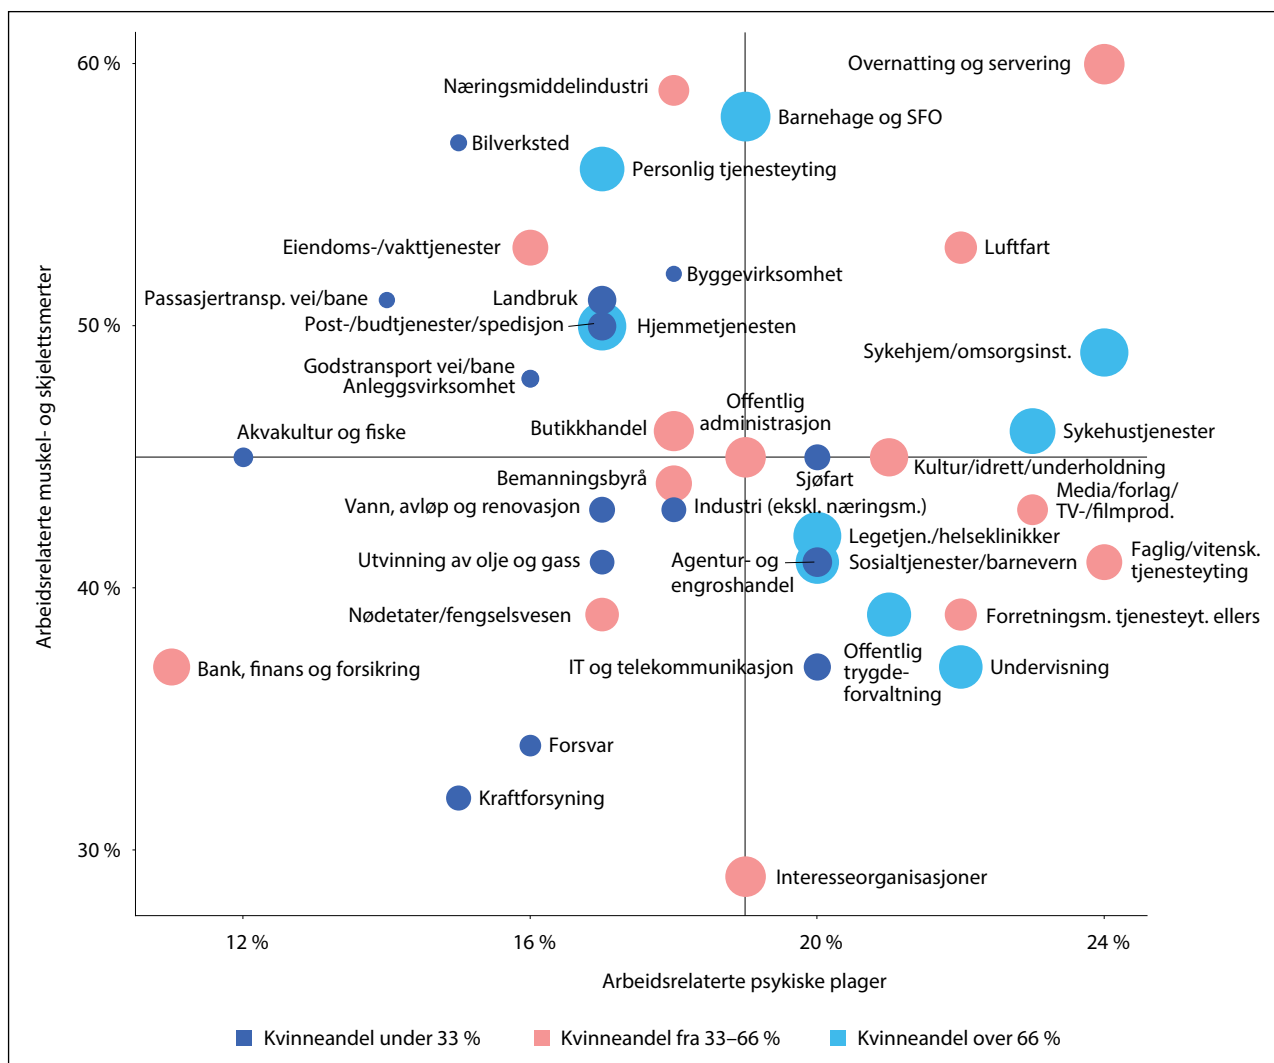 60 %
Overnatting og servering
Næringsmiddelindustri
Barnehage og SFO
Bilverksted
Personlig tjenesteyting
Eiendoms-/vakttjenester
Luftfart
Byggevirksomhet
Passasjertransp. vei/bane
Landbruk
50 %
Post-/budtjenester/spedisjon
Hjemmetjenesten
Sykehjem/omsorgsinst.
Godstransport vei/bane
Anleggsvirksomhet
Offentlig
administrasjon
Butikkhandel
Akvakultur og fiske
Sykehustjenester
Kultur/idrett/underholdning
Bemanningsbyrå
Sjøfart
Media/forlag/
TV-/filmprod.
Vann, avløp og renovasjon
Industri (ekskl. næringsm.)
Legetjen./helseklinikker
Utvinning av olje og gass
Agentur- og
engroshandel
Sosialtjenester/barnevern
Faglig/vitensk.
tjenesteyting
40 %
Nødetater/fengselsvesen
Forretningsm. tjenesteyt. ellers
Bank, finans og forsikring
IT og telekommunikasjon
Offentlig
trygde-
forvaltning
Undervisning
Forsvar
Kraftforsyning
30 %
Interesseorganisasjoner
Arbeidsrelaterte muskel- og skjelettsmerter
12 %
16 %
20 %
24 %
Arbeidsrelaterte psykiske plager
Kvinneandel under 33 %
Kvinneandel fra 33–66 %
Kvinneandel over 66 %